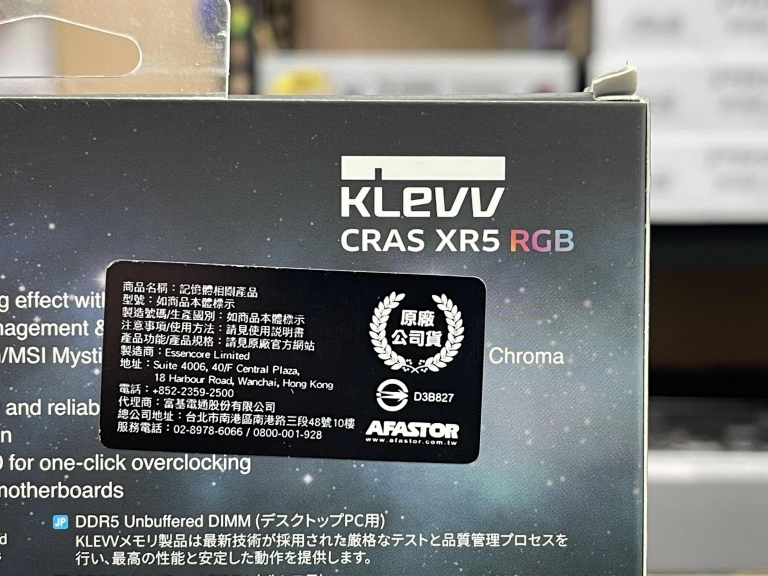 KLEVV
CRAS XR5 RGB
g effect with
nagement &
/MSI Mysti
Chroma
and reliab
n
for one-click overclocking
motherboards
商品名稱：記憶體相關產品
型號：如商品本體標示
製造號碼/生產國別：如商品本體標示
注意事項/使用方法：請見使用說明書
產品功能/產品規格：請見原廠官方網站
製造商：Essencore Limited
地址：Suite 4006, 40/F Central Plaza,
18 Harbour Road, Wanchai, Hong Kong
電話：+852-2359-2500
代理商：富基電通股份有限公司
總公司地址：台北市南港區南港路三段48號10樓
服務電話：02-8978-6066 / 0800-001-928
原廠
公司貨
D3B827
AFASTOR
www.afastor.com.tw
JP DDR5 Unbuffered DIMM (デスクトップPC用)
KLEVVメモリ製品は最新技術が採用された厳格なテストと品質管理プロセスを
行い、最高の性能と安定した動作を提供します。
d